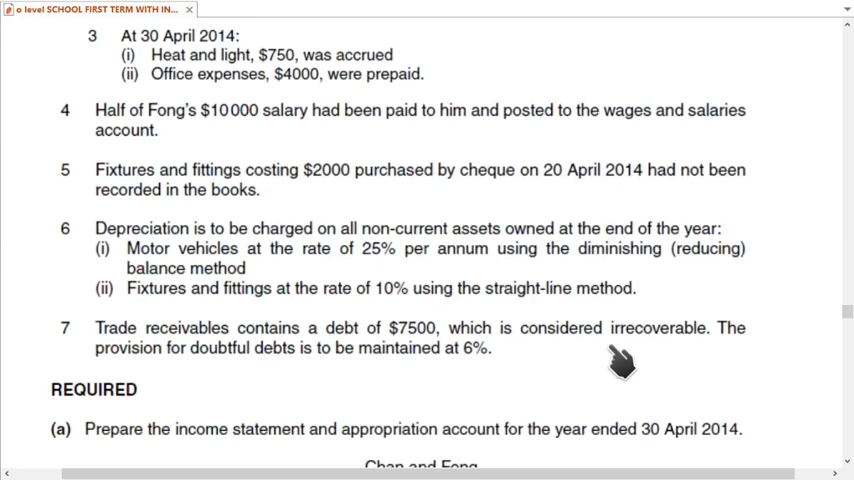 o level SCHOOL FIRST TERM WITH IN...
3 At 30 April 2014:
(i) Heat and light, $750, was accrued
(ii) Office expenses, $4000, were prepaid.
4 Half of Fong's $10 000 salary had been paid to him and posted to the wages and salaries
account.
5 Fixtures and fittings costing $2000 purchased by cheque on 20 April 2014 had not been
recorded in the books.
6 Depreciation is to be charged on all non-current assets owned at the end of the year:
(i) Motor vehicles at the rate of 25% per annum using the diminishing (reducing)
balance method
(ii) Fixtures and fittings at the rate of 10% using the straight-line method.
7 Trade receivables contains a debt of $7500, which is considered irrecoverable. The
provision for doubtful debts is to be maintained at 6%.
REQUIRED
(a) Prepare the income statement and appropriation account for the year ended 30 April 2014.
Chan and Fong